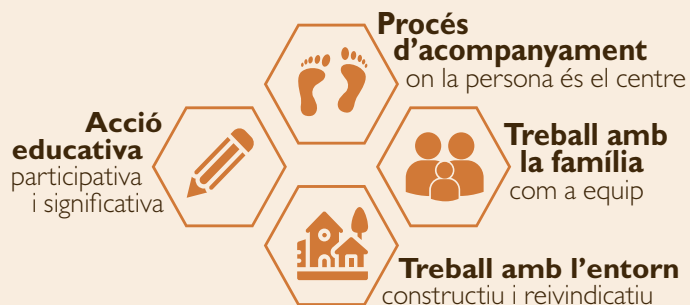 Procés
d'acompanyament
on la persona és el centre
Acció
educativa
participativa
i significativa
Treball amb
la família
com a equip
Treball amb l'entorn
constructiu i reivindicatiu